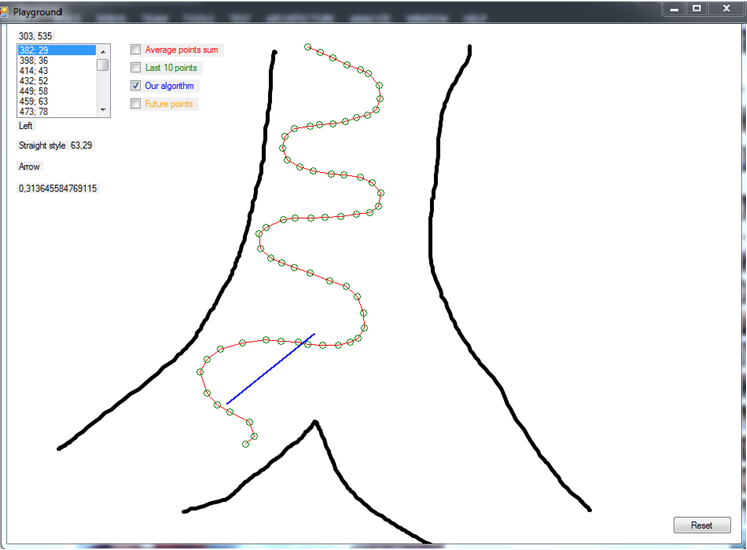 Playground
303, 535
382; 29
398; 36
414; 43
432; 52
449; 58
459; 63
473; 78
Average points sum
Last 10 points
Our algorithm
Future points
Left
Straight style 63,29
Arrow
0,313645584769115
Reset